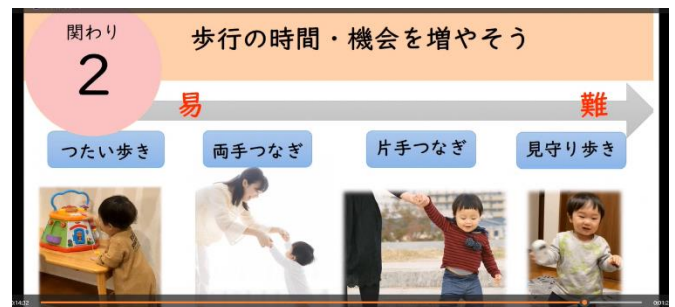 関わり
2
歩行の時間・機会を増やそう
易
難
つたい歩き
両手つなぎ
片手つなぎ
見守り歩き